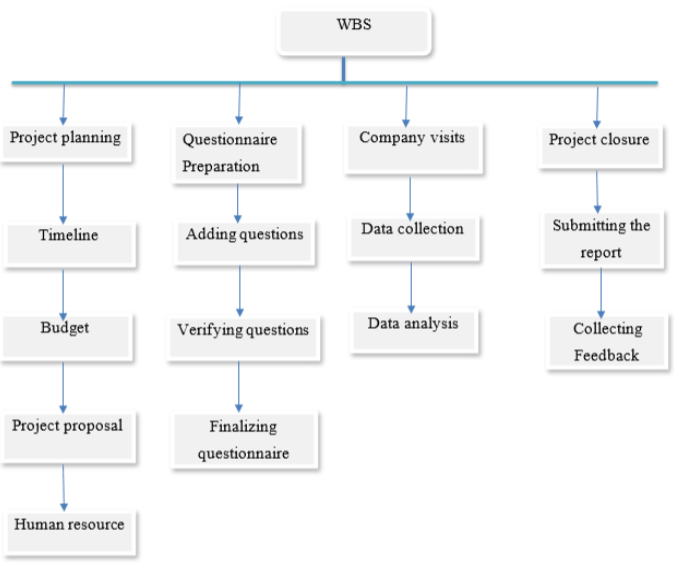 WBS
Project planning
Timeline
Budget
Project proposal
Human resource
Questionnaire
Preparation
Adding questions
Verifying questions
Finalizing
questionnaire
Company visits
Data collection
Data analysis
Project closure
Submitting the
report
Collecting
Feedback